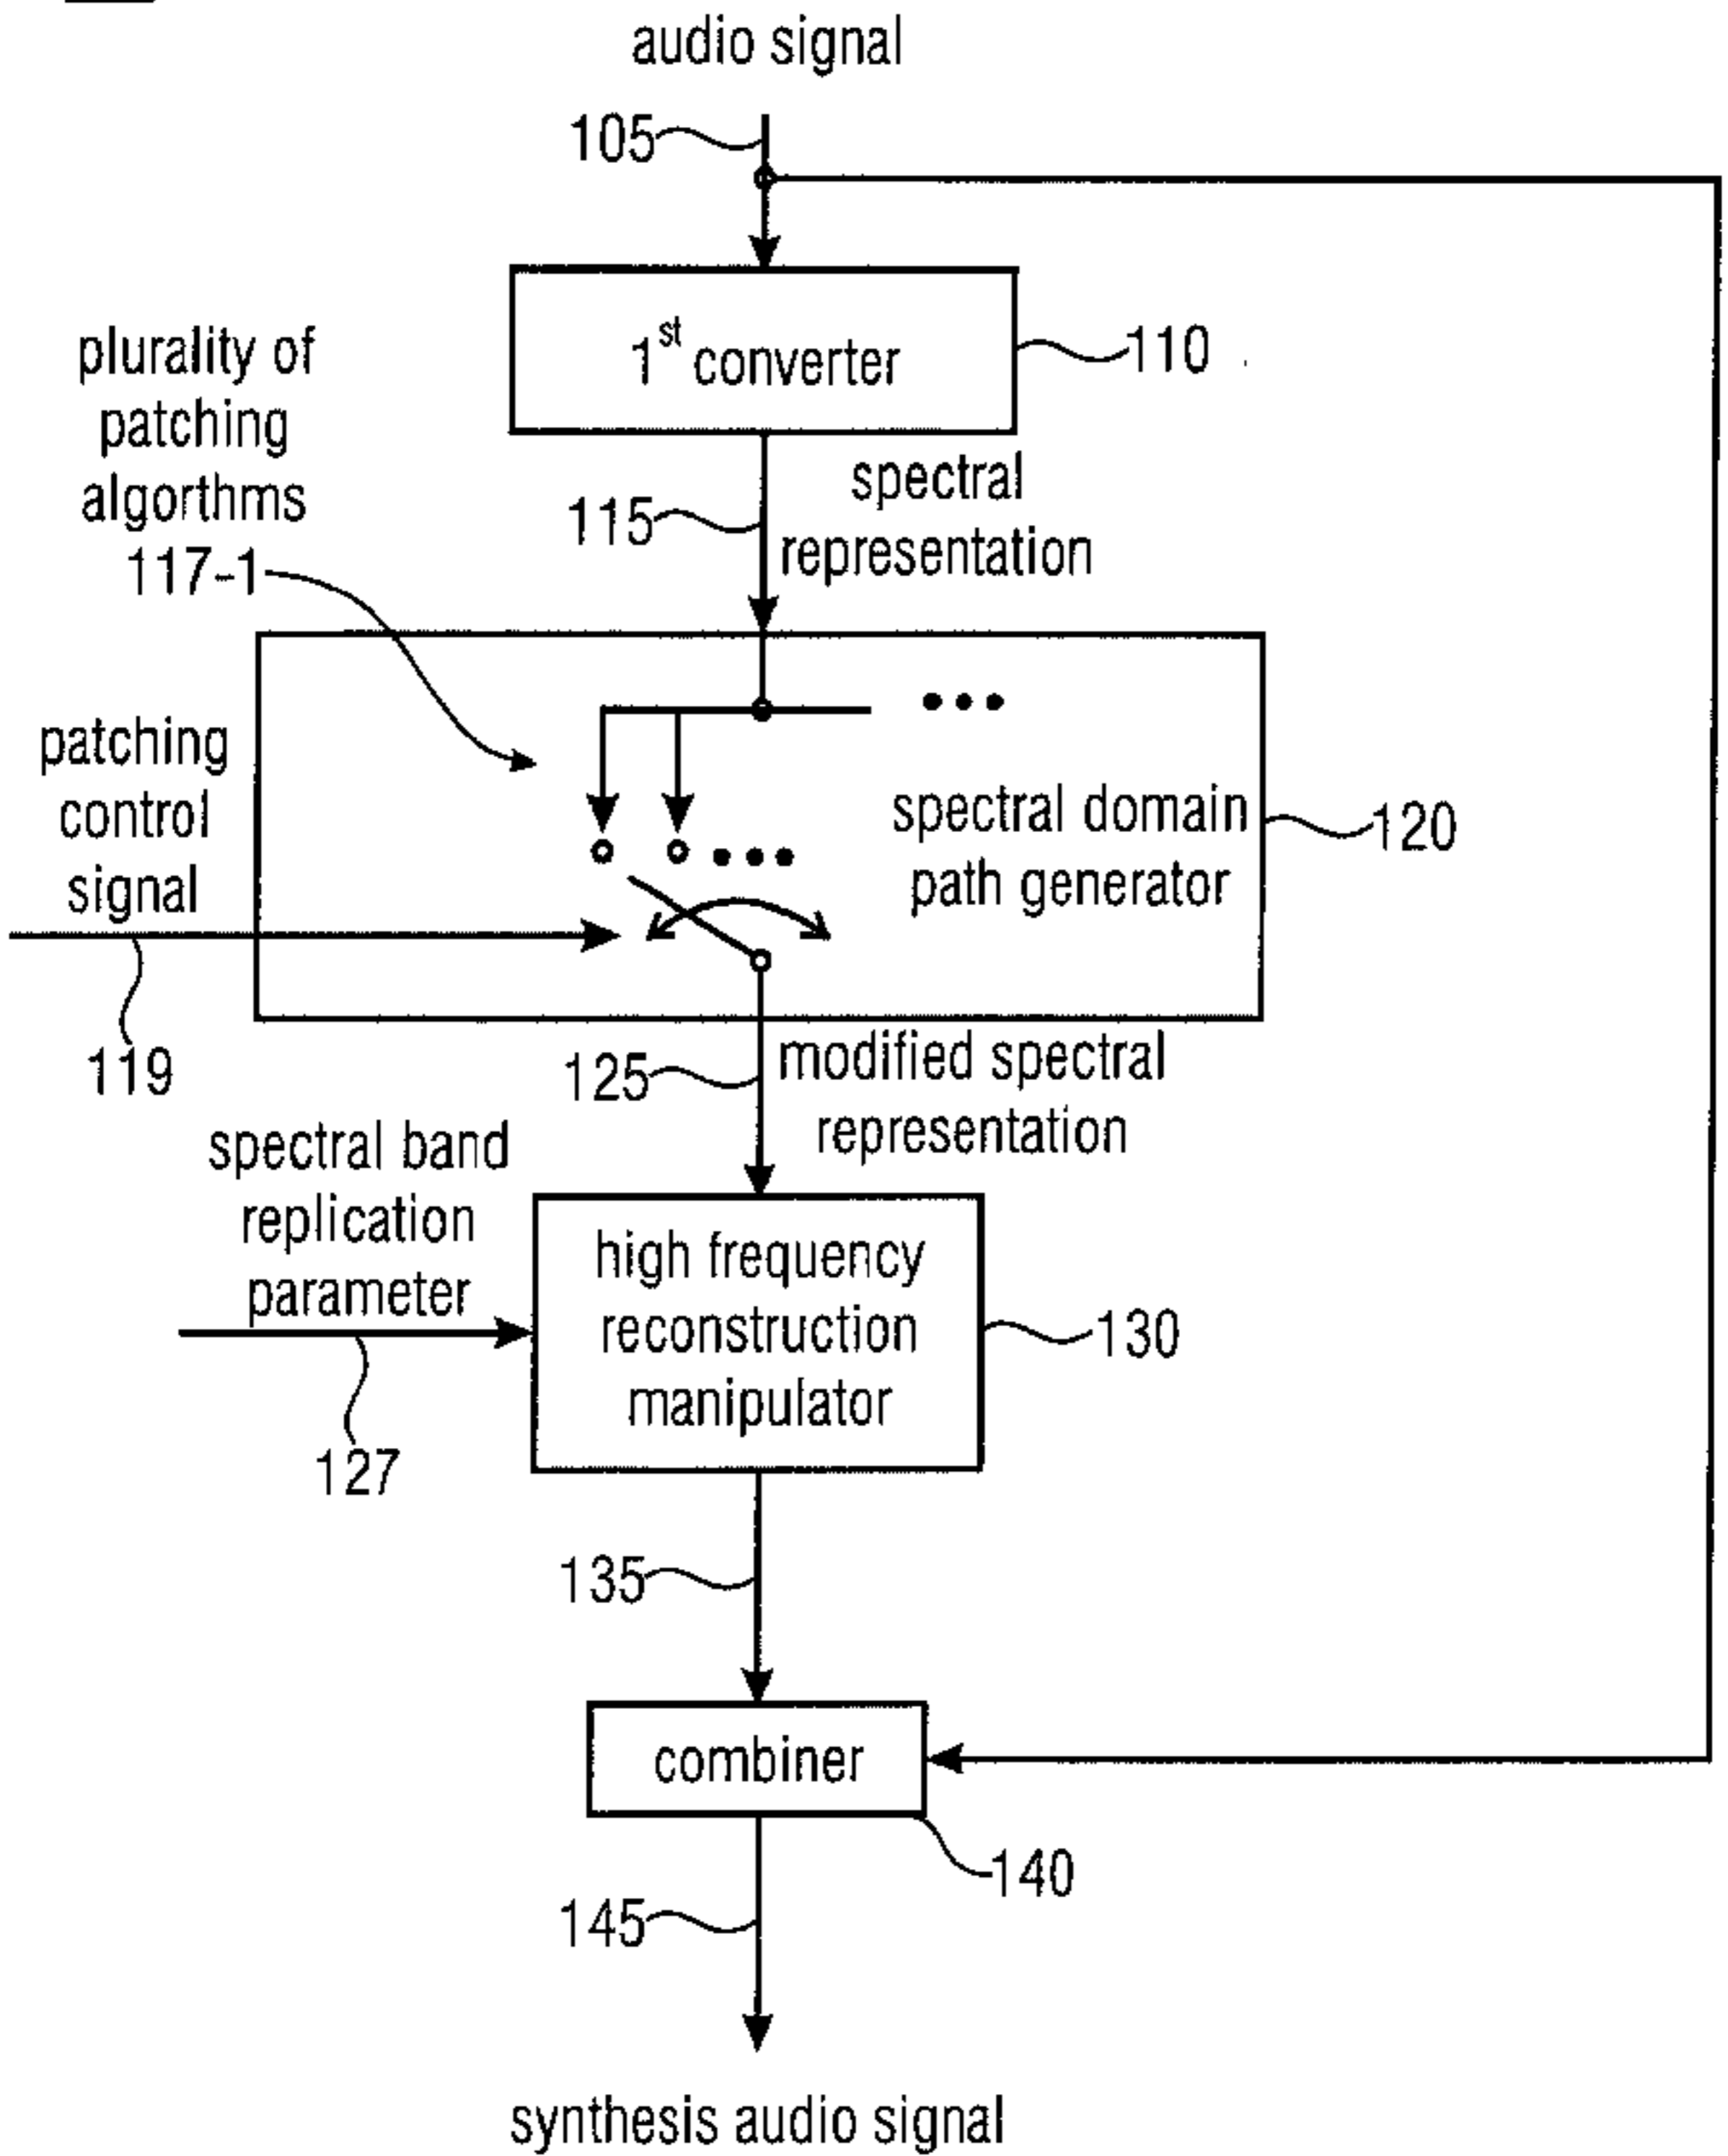 audio signal
105
1st converter
110
plurality of
patching
algorthms
117-1
115
spectral
representation
patching
control
signal
119
spectral domain
path generator
120
125
modified spectral
representation
spectral band
replication
parameter
127
high frequency
reconstruction
manipulator
130
135
combiner
140
145
synthesis audio signal